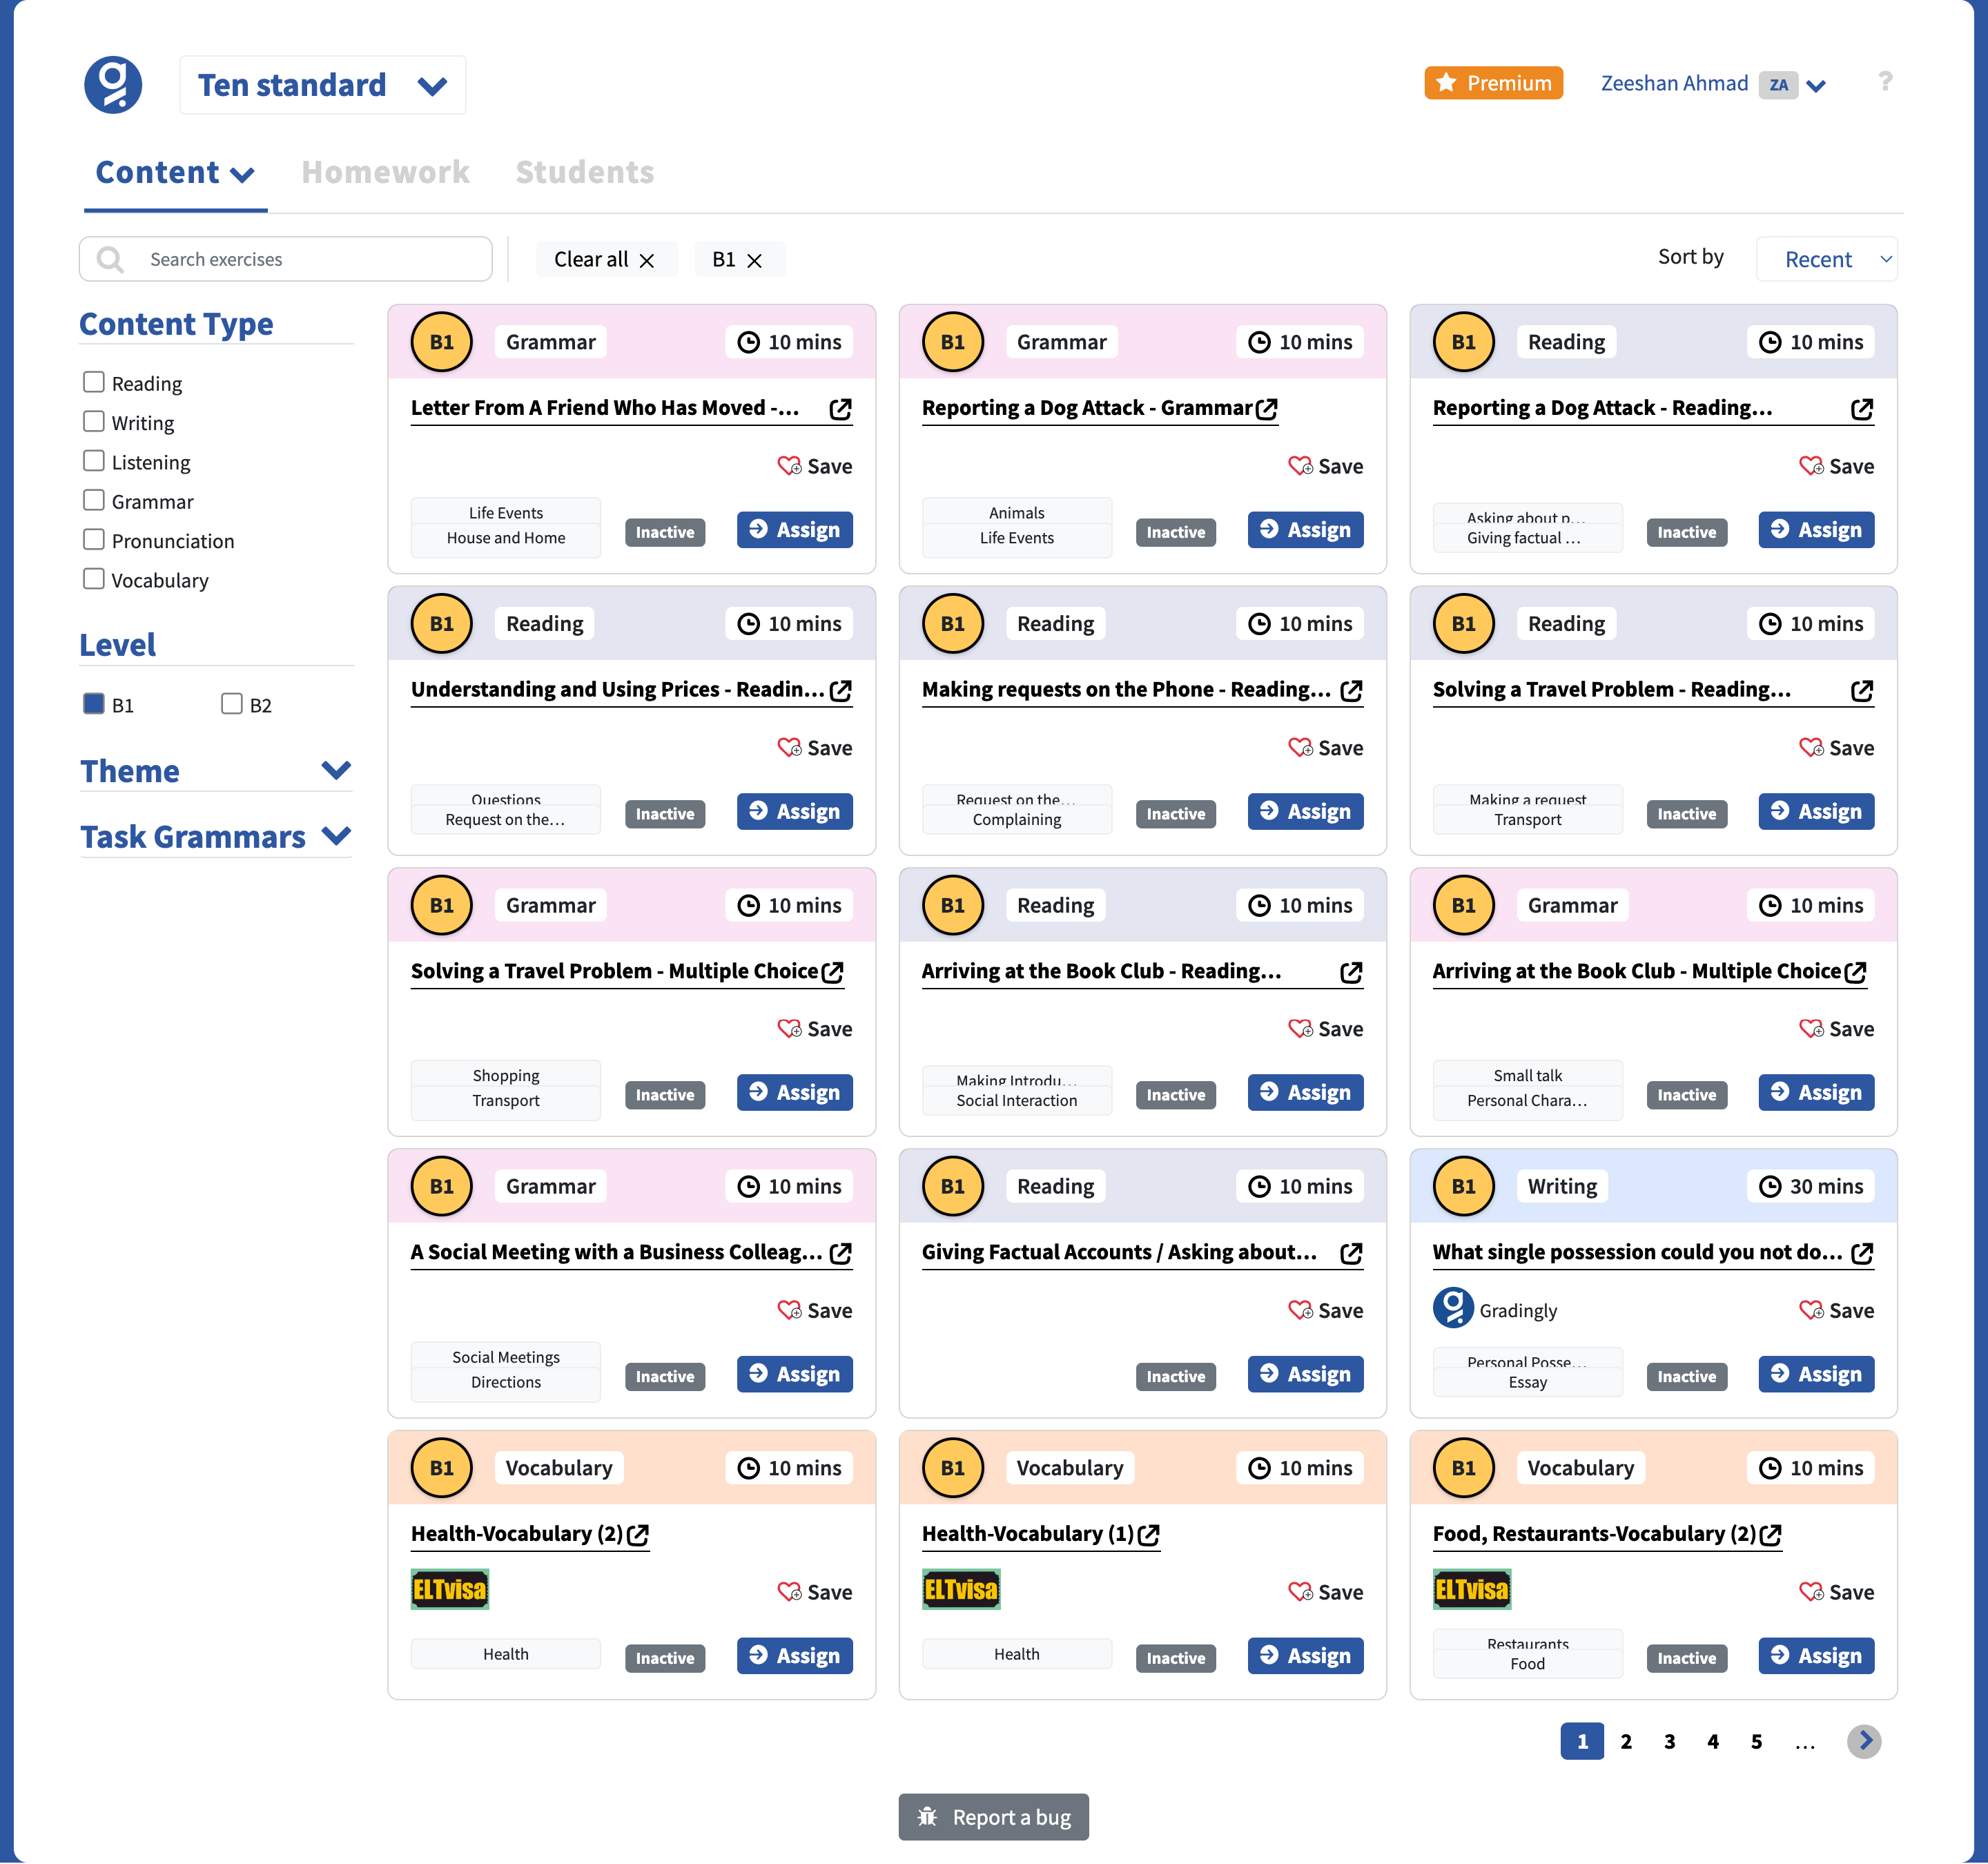 Ten standard
Premium
Zeeshan Ahmad ZA
?
Content Homework Students
Search exercises
Clear all
B1
Sort by Recent
Content Type
Reading
Writing
Listening
Grammar
Pronunciation
Vocabulary
Level
B1 B2
Theme
Task Grammars
B1 Grammar 10 mins
Letter From A Friend Who Has Moved -...
Save
Life Events
House and Home
Inactive Assign
B1 Grammar 10 mins
Reporting a Dog Attack - Grammar
Save
Animals
Life Events
Inactive Assign
B1 Reading 10 mins
Reporting a Dog Attack - Reading...
Save
Asking about p...
Giving factual ...
Inactive Assign
B1 Reading 10 mins
Understanding and Using Prices - Readin...
Save
Questions
Request on the...
Inactive Assign
B1 Reading 10 mins
Making requests on the Phone - Reading...
Save
Request on the...
Complaining
Inactive Assign
B1 Reading 10 mins
Solving a Travel Problem - Reading...
Save
Making a request
Transport
Inactive Assign
B1 Grammar 10 mins
Solving a Travel Problem - Multiple Choice
Save
Shopping
Transport
Inactive Assign
B1 Reading 10 mins
Arriving at the Book Club - Reading...
Save
Making Introdu...
Social Interaction
Inactive Assign
B1 Grammar 10 mins
Arriving at the Book Club - Multiple Choice
Save
Small talk
Personal Chara...
Inactive Assign
B1 Grammar 10 mins
A Social Meeting with a Business Colleag...
Save
Social Meetings
Directions
Inactive Assign
B1 Reading 10 mins
Giving Factual Accounts / Asking about...
Save
Inactive Assign
B1 Writing 30 mins
What single possession could you not do...
Gradingly Save
Personal Posse...
Essay
Inactive Assign
B1 Vocabulary 10 mins
Health-Vocabulary (2)
ELTvisa Save
Health
Inactive Assign
B1 Vocabulary 10 mins
Health-Vocabulary (1)
ELTvisa Save
Health
Inactive Assign
B1 Vocabulary 10 mins
Food, Restaurants-Vocabulary (2)
ELTvisa Save
Restaurants
Food
Inactive Assign
1 2 3 4 5 ...
Report a bug